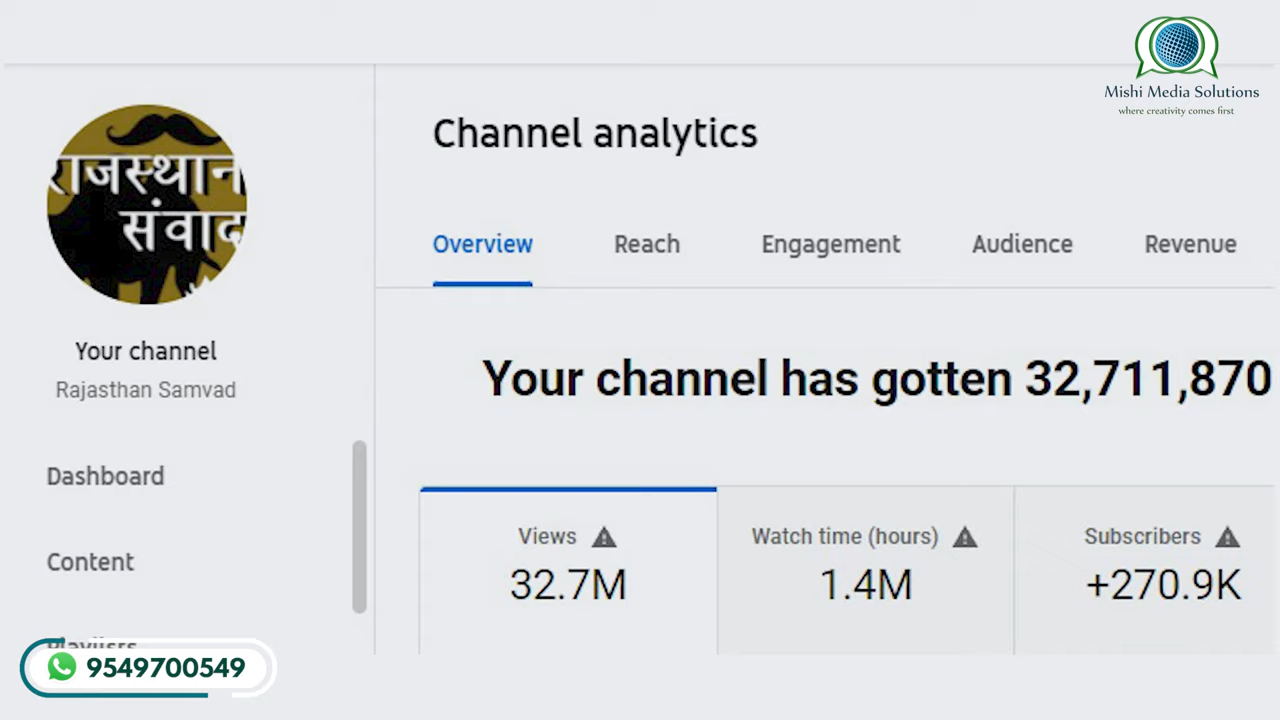 Mishi Media Solutions
where creativity comes first
राजस्थान
संवाद
Your channel
Rajasthan Samvad
Dashboard
Content
Playlists
Channel analytics
Overview Reach Engagement Audience Revenue
Your channel has gotten 32,711,870
Views Watch time (hours) Subscribers
32.7M 1.4M +270.9K
9549700549